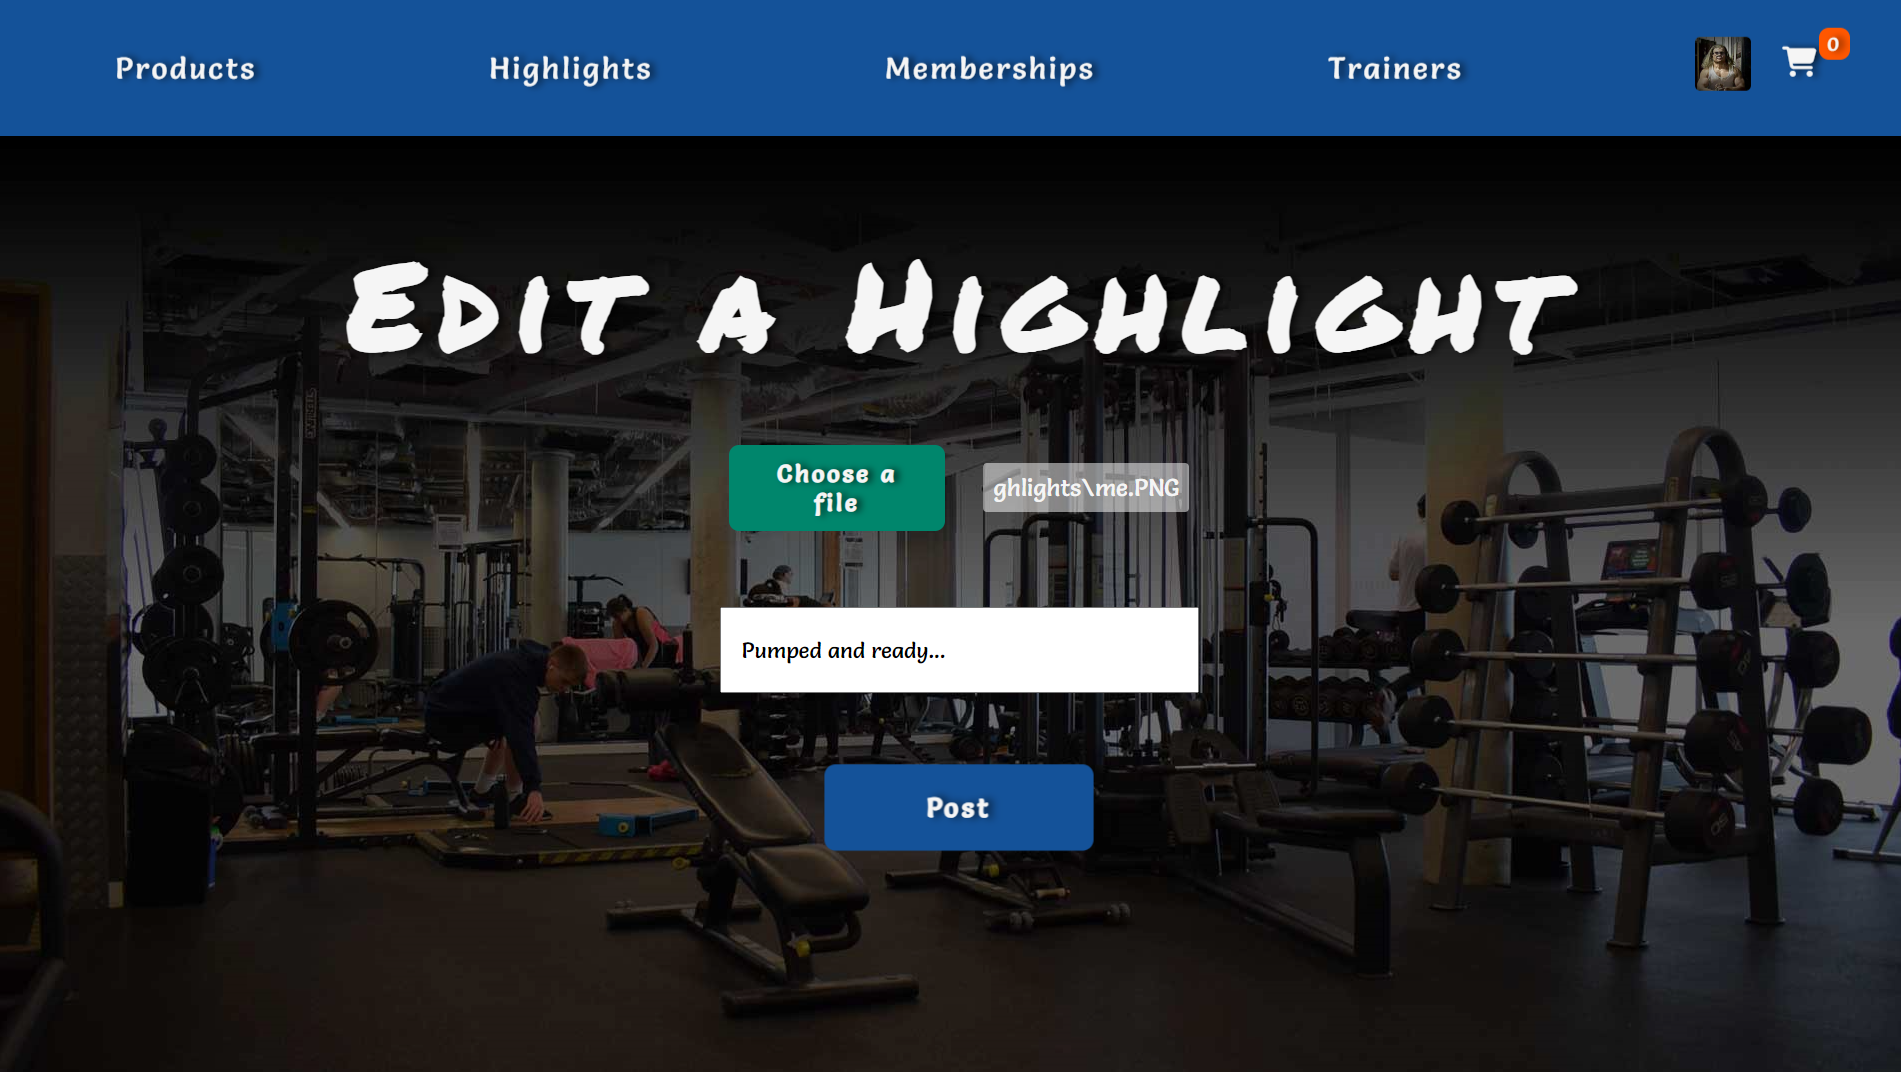 Products Highlights Memberships Trainers 0
Edit a Highlight
Choose a
file
ghlights\me.PNG
Pumped and ready...
Post